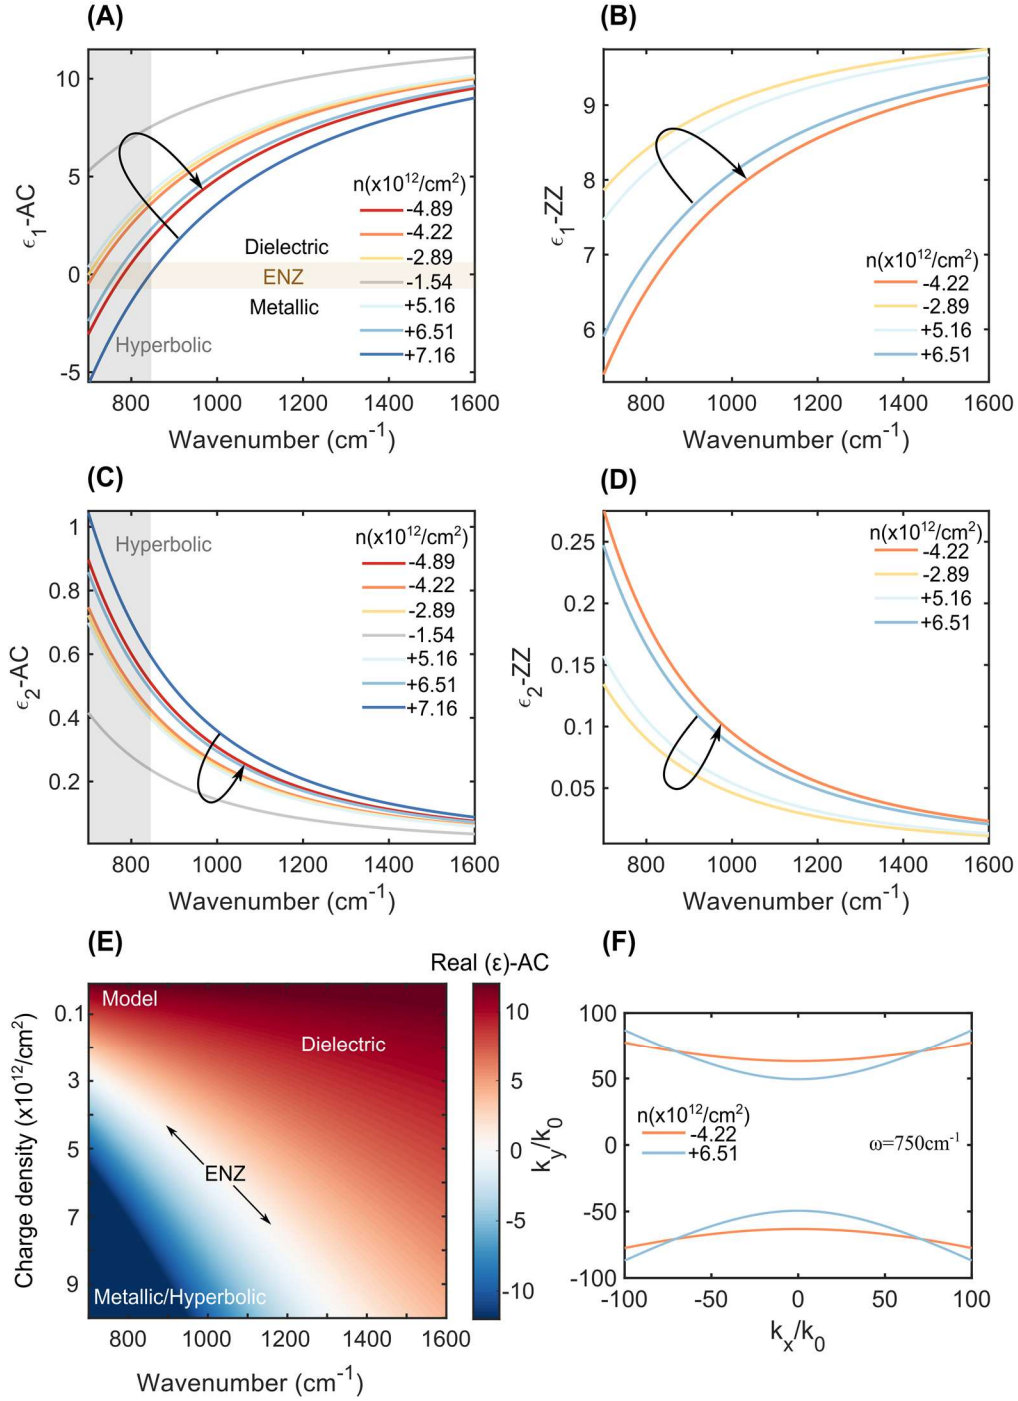 (A)
ϵ1-AC
10
5
0
-5
n(x10^12/cm^2)
-4.89
-4.22
-2.89
-1.54
+5.16
+6.51
+7.16
Dielectric
ENZ
Metallic
Hyperbolic
800 1000 1200 1400 1600
Wavenumber (cm^-1)
(B)
ϵ1-ZZ
9
8
7
6
n(x10^12/cm^2)
-4.22
-2.89
+5.16
+6.51
800 1000 1200 1400 1600
Wavenumber (cm^-1)
(C)
ϵ2-AC
1
0.8
0.6
0.4
0.2
Hyperbolic
n(x10^12/cm^2)
-4.89
-4.22
-2.89
-1.54
+5.16
+6.51
+7.16
800 1000 1200 1400 1600
Wavenumber (cm^-1)
(D)
ϵ2-ZZ
0.25
0.2
0.15
0.1
0.05
n(x10^12/cm^2)
-4.22
-2.89
+5.16
+6.51
800 1000 1200 1400 1600
Wavenumber (cm^-1)
(E)
Real (ε)-AC
Charge density (x10^12/cm^2)
0.1
3
5
7
9
Model
Dielectric
ENZ
Metallic/Hyperbolic
10
5
0
-5
-10
800 1000 1200 1400 1600
Wavenumber (cm^-1)
(F)
ky/k0
100
50
0
-50
-100
n(x10^12/cm^2)
-4.22
+6.51
ω=750cm^-1
-100 -50 0 50 100
kx/k0